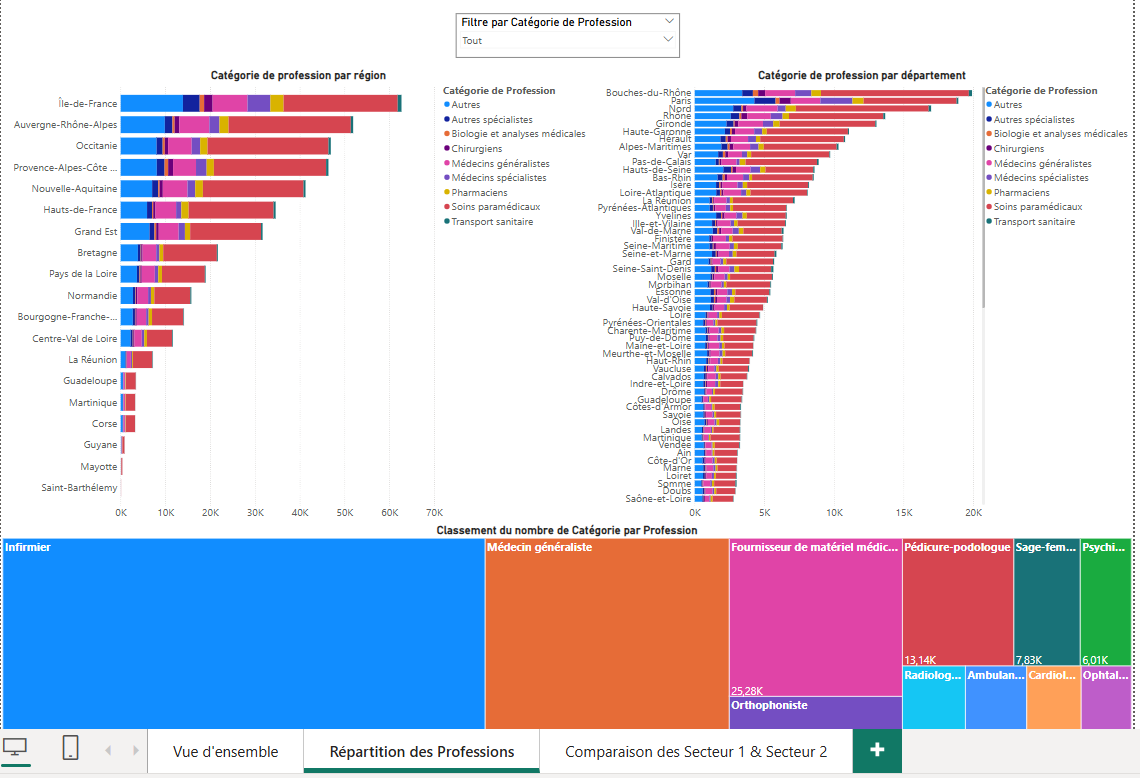 Filtre par Catégorie de Profession
Tout
Catégorie de profession par région
Île-de-France
Auvergne-Rhône-Alpes
Occitanie
Provence-Alpes-Côte ...
Nouvelle-Aquitaine
Hauts-de-France
Grand Est
Bretagne
Pays de la Loire
Normandie
Bourgogne-Franche-...
Centre-Val de Loire
La Réunion
Guadeloupe
Martinique
Corse
Guyane
Mayotte
Saint-Barthélemy
0K 10K 20K 30K 40K 50K 60K 70K
Catégorie de Profession
Autres
Autres spécialistes
Biologie et analyses médicales
Chirurgiens
Médecins généralistes
Médecins spécialistes
Pharmaciens
Soins paramédicaux
Transport sanitaire
Catégorie de profession par département
Bouches-du-Rhône
Paris
Nord
Rhône
Gironde
Haute-Garonne
Hérault
Alpes-Maritimes
Var
Pas-de-Calais
Hauts-de-Seine
Bas-Rhin
Isère
Loire-Atlantique
La Réunion
Pyrénées-Atlantiques
Yvelines
Ille-et-Vilaine
Val-de-Marne
Finistère
Seine-Maritime
Seine-et-Marne
Gard
Seine-Saint-Denis
Moselle
Morbihan
Essonne
Val-d'Oise
Haute-Savoie
Loire
Pyrénées-Orientales
Charente-Maritime
Puy-de-Dôme
Maine-et-Loire
Meurthe-et-Moselle
Haut-Rhin
Vaucluse
Calvados
Indre-et-Loire
Drôme
Guadeloupe
Côtes-d'Armor
Savoie
Oise
Landes
Martinique
Vendée
Ain
Côte-d'Or
Marne
Loiret
Somme
Doubs
Saône-et-Loire
0K 5K 10K 15K 20K
Catégorie de Profession
Autres
Autres spécialistes
Biologie et analyses médicales
Chirurgiens
Médecins généralistes
Médecins spécialistes
Pharmaciens
Soins paramédicaux
Transport sanitaire
Classement du nombre de Catégorie par Profession
Infirmier
Médecin généraliste
Fournisseur de matériel médic...
25,28K
Orthophoniste
Pédicure-podologue
13,14K
Sage-fem...
7,83K
Psychi...
6,01K
Radiolog...
Ambulan...
Cardiol...
Ophtal...
Vue d'ensemble
Répartition des Professions
Comparaison des Secteur 1 & Secteur 2
+